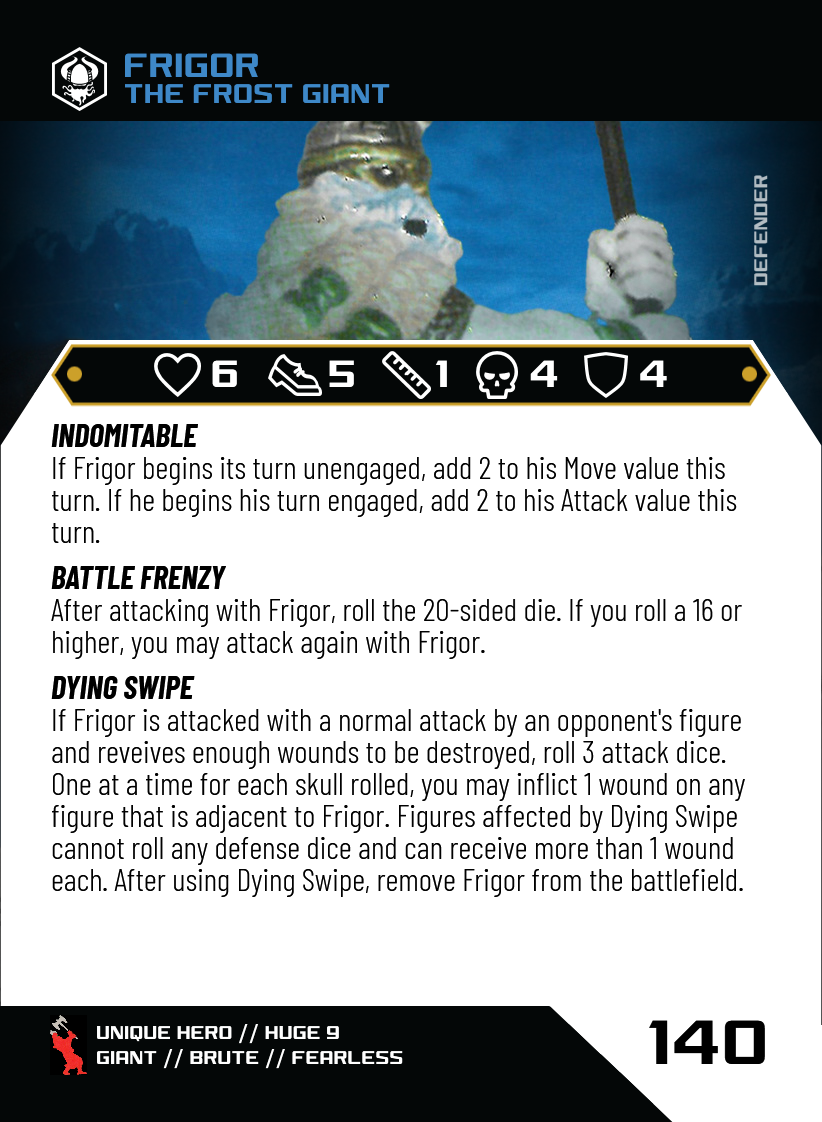 FRIGOR
THE FROST GIANT
DEFENDER
6 5 1 4 4
INDOMITABLE
If Frigor begins its turn unengaged, add 2 to his Move value this
turn. If he begins his turn engaged, add 2 to his Attack value this
turn.
BATTLE FRENZY
After attacking with Frigor, roll the 20-sided die. If you roll a 16 or
higher, you may attack again with Frigor.
DYING SWIPE
If Frigor is attacked with a normal attack by an opponent's figure
and reveives enough wounds to be destroyed, roll 3 attack dice.
One at a time for each skull rolled, you may inflict 1 wound on any
figure that is adjacent to Frigor. Figures affected by Dying Swipe
cannot roll any defense dice and can receive more than 1 wound
each. After using Dying Swipe, remove Frigor from the battlefield.
UNIQUE HERO // HUGE 9
GIANT // BRUTE // FEARLESS
140